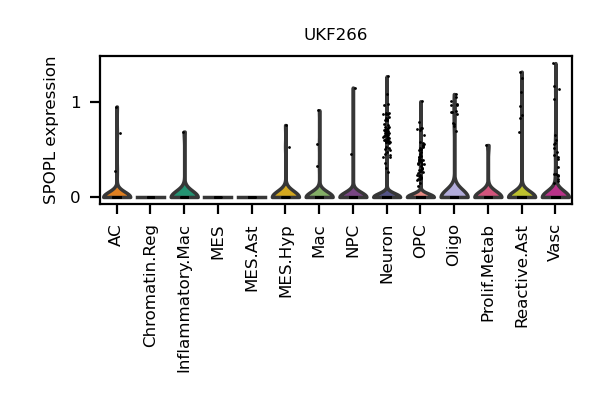 UKF266
SPOPL expression
1
0
AC
Chromatin.Reg
Inflammatory.Mac
MES
MES.Ast
MES.Hyp
Mac
NPC
Neuron
OPC
Oligo
Prolif.Metab
Reactive.Ast
Vasc